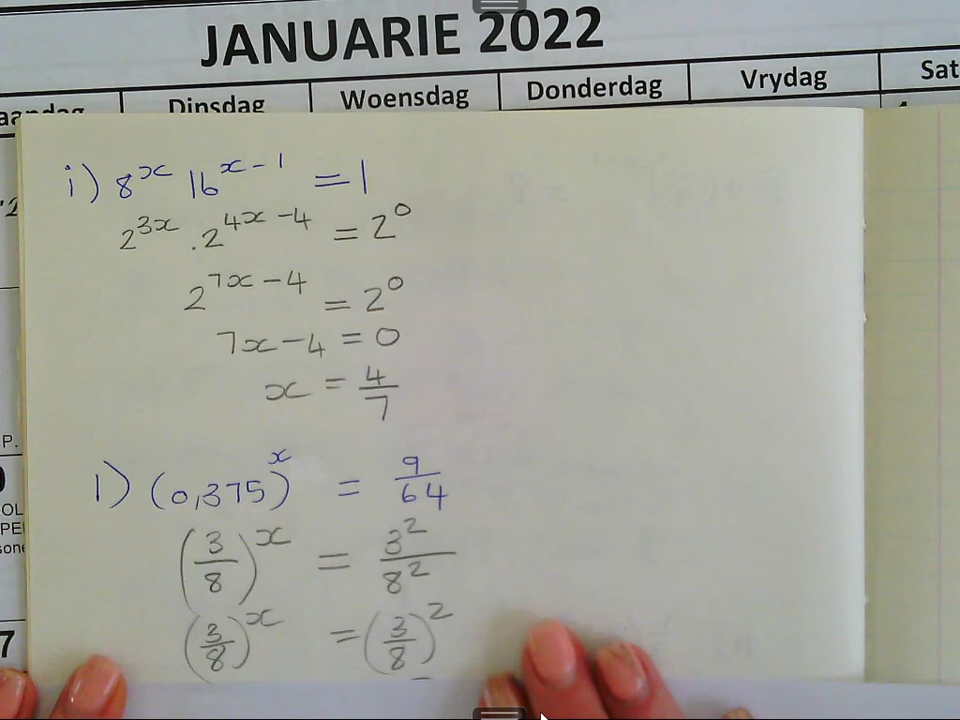 JANUARIE 2022
Dinsdag Woensdag Donderdag Vrydag Sat
i) 8^x 16^(x-1) = 1
2^(3x) . 2^(4x-4) = 2^0
2^(7x-4) = 2^0
7x-4 = 0
x = 4/7
l) (0,375)^x = 9/64
(3/8)^x = 3^2/8^2
(3/8)^x = (3/8)^2